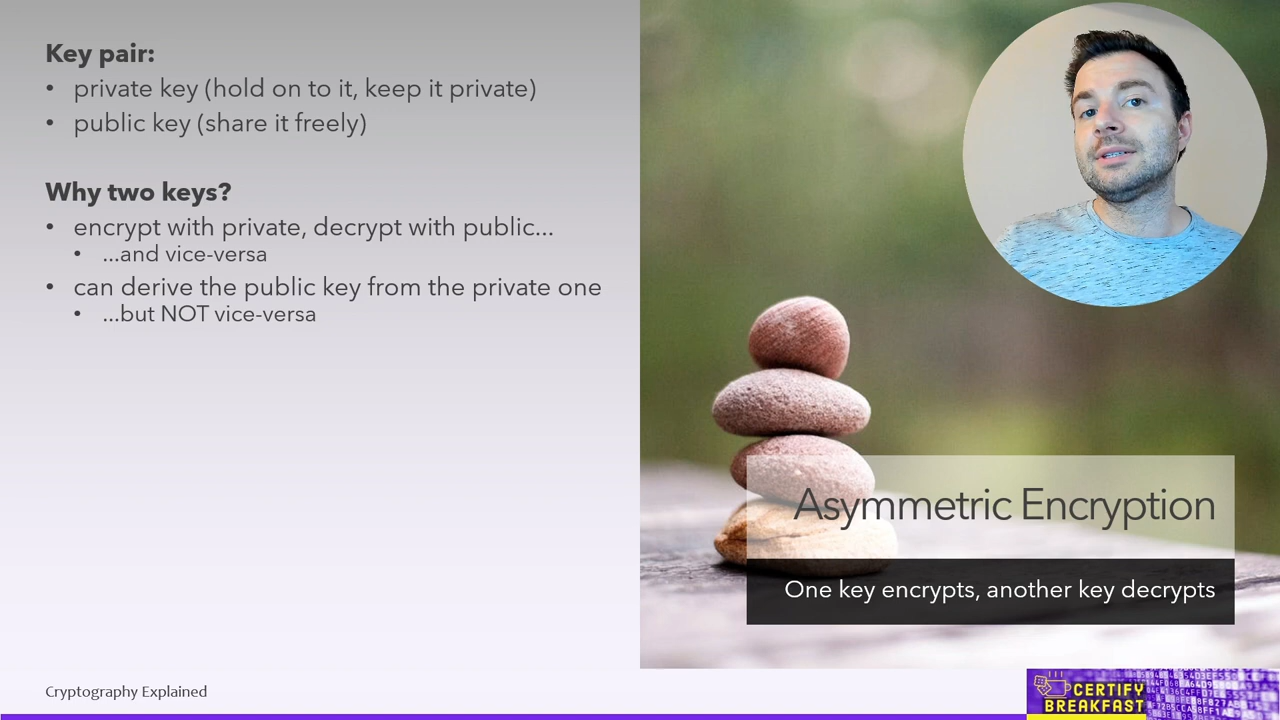 Key pair:
• private key (hold on to it, keep it private)
• public key (share it freely)
Why two keys?
• encrypt with private, decrypt with public...
• ...and vice-versa
• can derive the public key from the private one
• ...but NOT vice-versa
Asymmetric Encryption
One key encrypts, another key decrypts
Cryptography Explained
CERTIFY
BREAKFAST